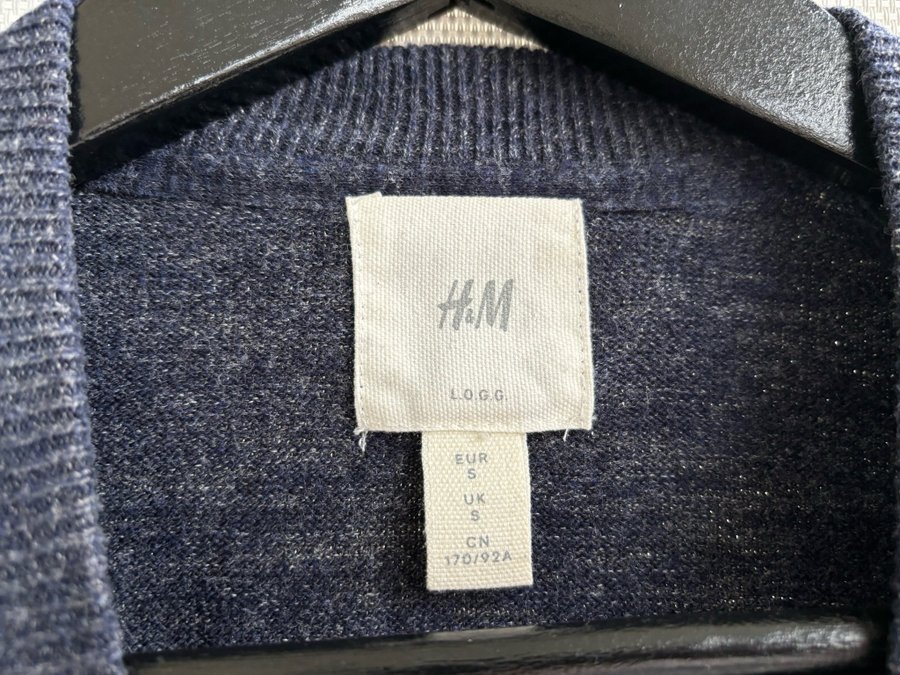 H&M
L.O.G.G.
EUR
S
UK
S
CN
170/92A